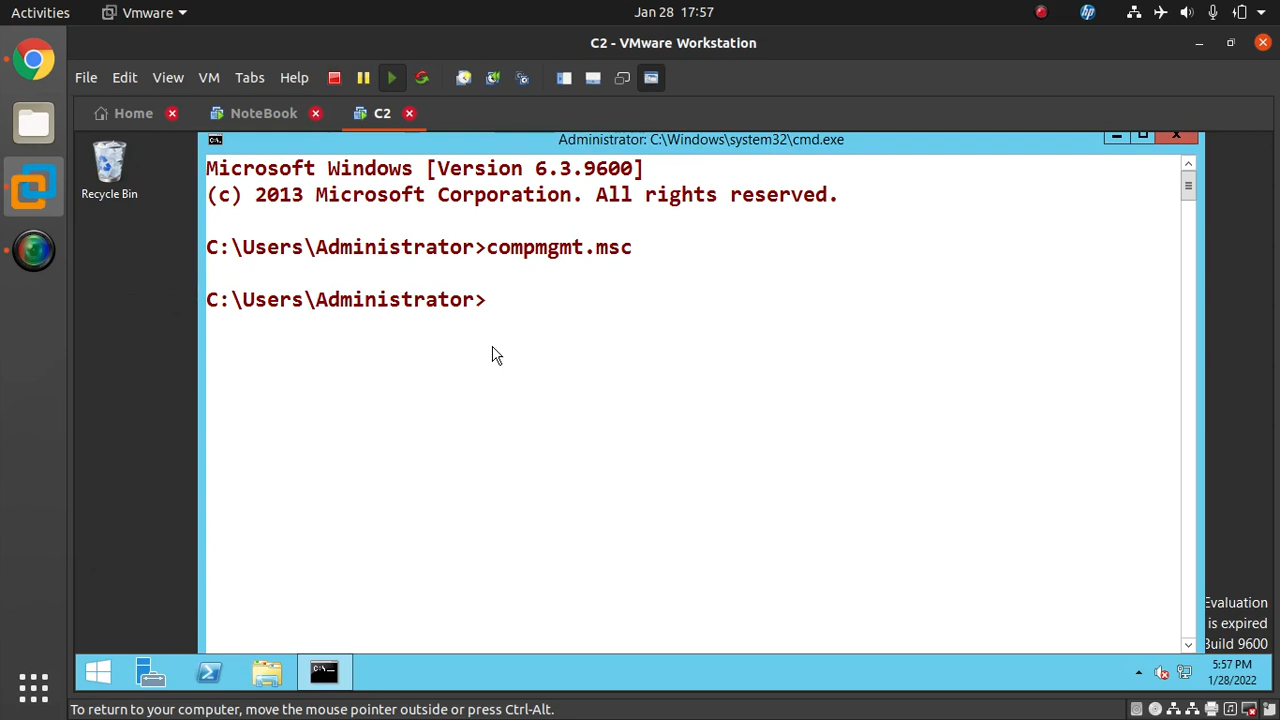 Activities
Vmware
Jan 28 17:57
C2 - VMware Workstation
File Edit View VM Tabs Help
Home
NoteBook
C2
Recycle Bin
Administrator: C:\Windows\system32\cmd.exe
Microsoft Windows [Version 6.3.9600]
(c) 2013 Microsoft Corporation. All rights reserved.
C:\Users\Administrator>compmgmt.msc
C:\Users\Administrator>
Evaluation
is expired
Build 9600
5:57 PM
1/28/2022
To return to your computer, move the mouse pointer outside or press Ctrl-Alt.